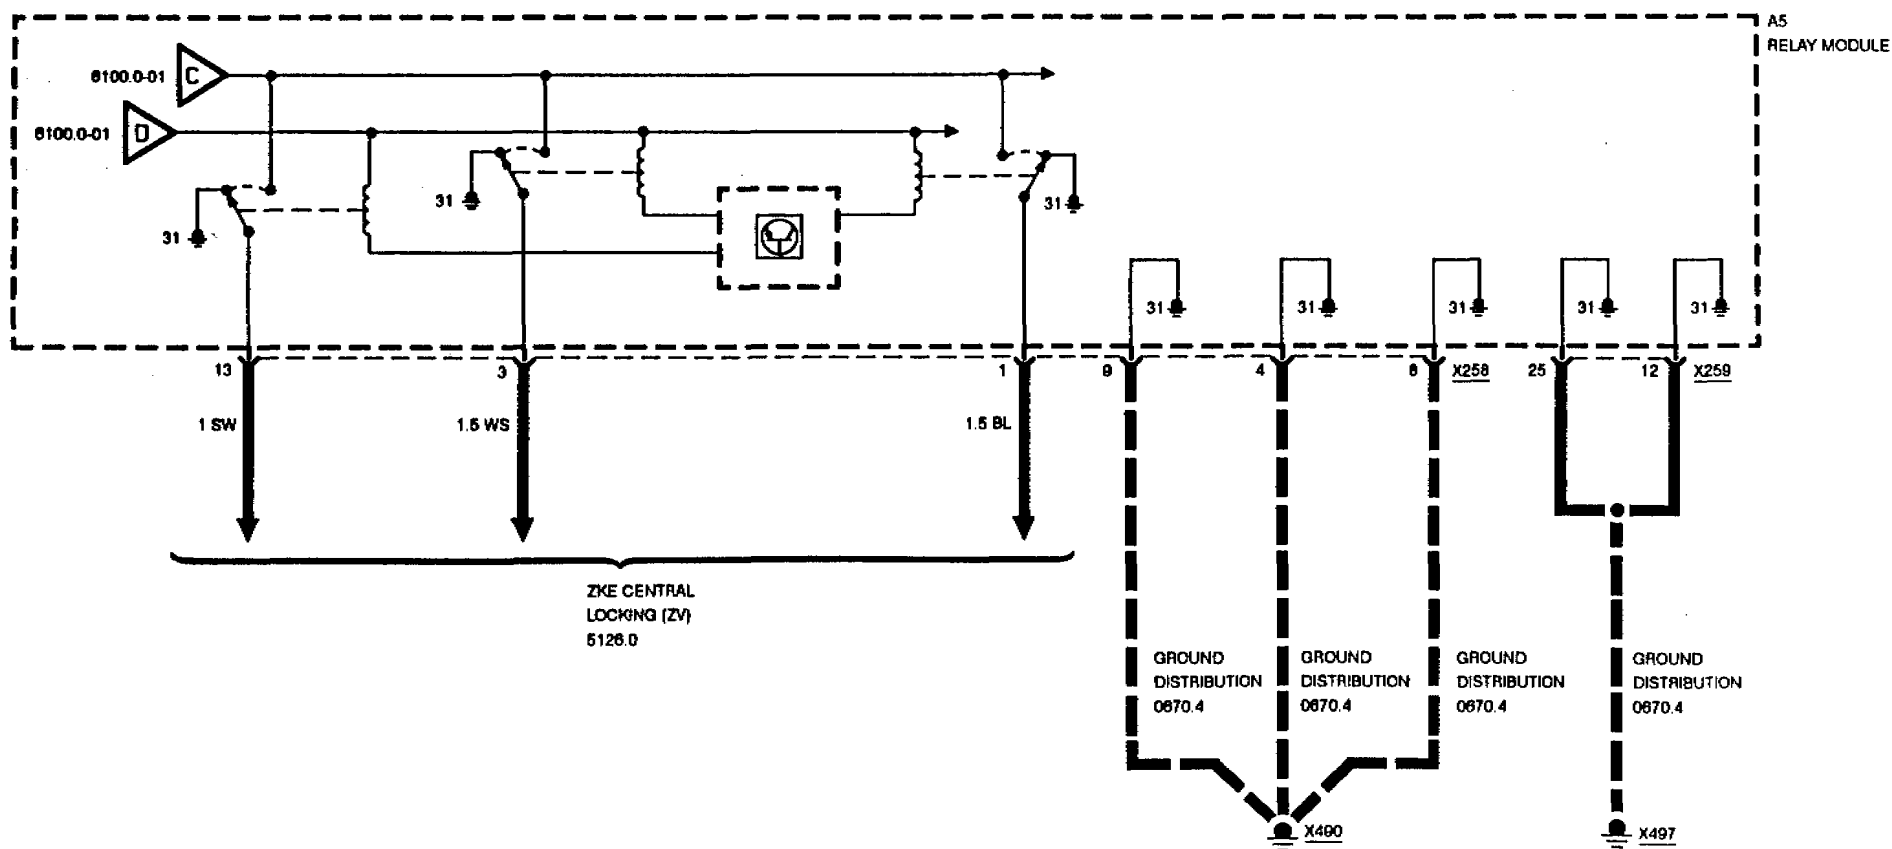 A5
RELAY MODULE
6100.0-01
C
6100.0-01
D
31
31
31
31
31
31
31
31
13
3
1
9
4
8
X258
25
12
X259
1 SW
1.5 WS
1.5 BL
ZKE CENTRAL
LOCKING (ZV)
5126.0
GROUND
DISTRIBUTION
0670.4
GROUND
DISTRIBUTION
0670.4
GROUND
DISTRIBUTION
0670.4
GROUND
DISTRIBUTION
0670.4
X490
X497